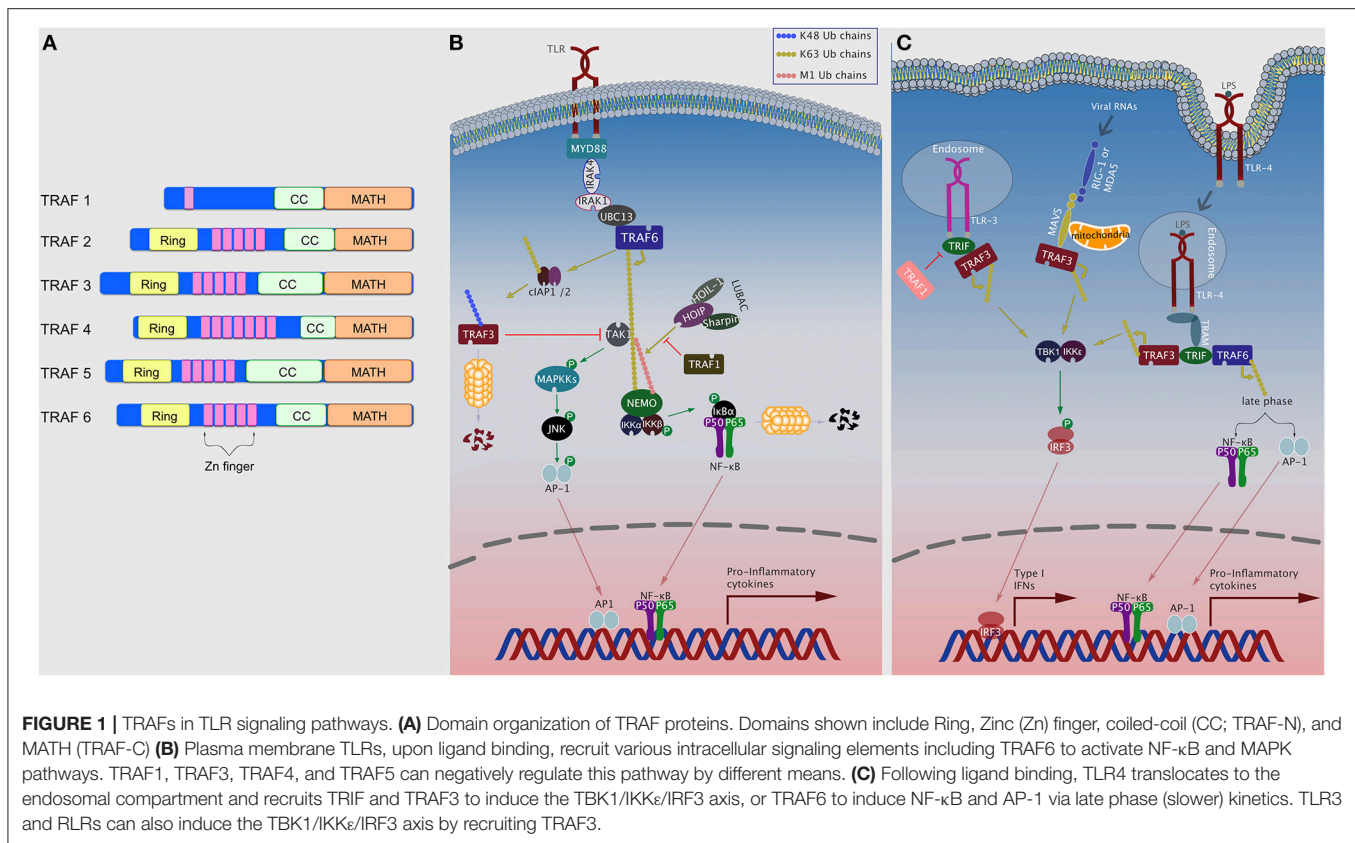 A
TRAF 1
CC
MATH
TRAF 2
Ring
CC
MATH
TRAF 3
Ring
CC
MATH
TRAF 4
Ring
CC
MATH
TRAF 5
Ring
CC
MATH
TRAF 6
Ring
CC
MATH
Zn finger
B
TLR
K48 Ub chains
K63 Ub chains
M1 Ub chains
MYD88
IRAK4
IRAK1
UBC13
TRAF6
cIAP1 /2
HOIL-1
LUBAC
HOIP
Sharpin
TRAF3
TAK1
TRAF1
P
MAPKKs
P
NEMO
IKKα
IKKβ
P
P
IκBα
P50
P65
NF-κB
JNK
P
AP-1
AP1
NF-κB
P50
P65
Pro-Inflammatory
cytokines
C
LPS
TLR-4
Viral RNAs
RIG-1 or
MDA5
MAVS
mitochondria
TRAF3
Endosome
TLR-3
TRIF
TRAF3
TRAF1
LPS
Endosome
TLR-4
TRAM
TRAF3
TRIF
TRAF6
TBK1
IKKε
P
IRF3
late phase
NF-κB
P50
P65
AP-1
Type I
IFNs
IRF3
NF-κB
P50
P65
AP-1
Pro-Inflammatory
cytokines
FIGURE 1 | TRAFs in TLR signaling pathways. (A) Domain organization of TRAF proteins. Domains shown include Ring, Zinc (Zn) finger, coiled-coil (CC; TRAF-N), and
MATH (TRAF-C) (B) Plasma membrane TLRs, upon ligand binding, recruit various intracellular signaling elements including TRAF6 to activate NF-κB and MAPK
pathways. TRAF1, TRAF3, TRAF4, and TRAF5 can negatively regulate this pathway by different means. (C) Following ligand binding, TLR4 translocates to the
endosomal compartment and recruits TRIF and TRAF3 to induce the TBK1/IKKε/IRF3 axis, or TRAF6 to induce NF-κB and AP-1 via late phase (slower) kinetics. TLR3
and RLRs can also induce the TBK1/IKKε/IRF3 axis by recruiting TRAF3.